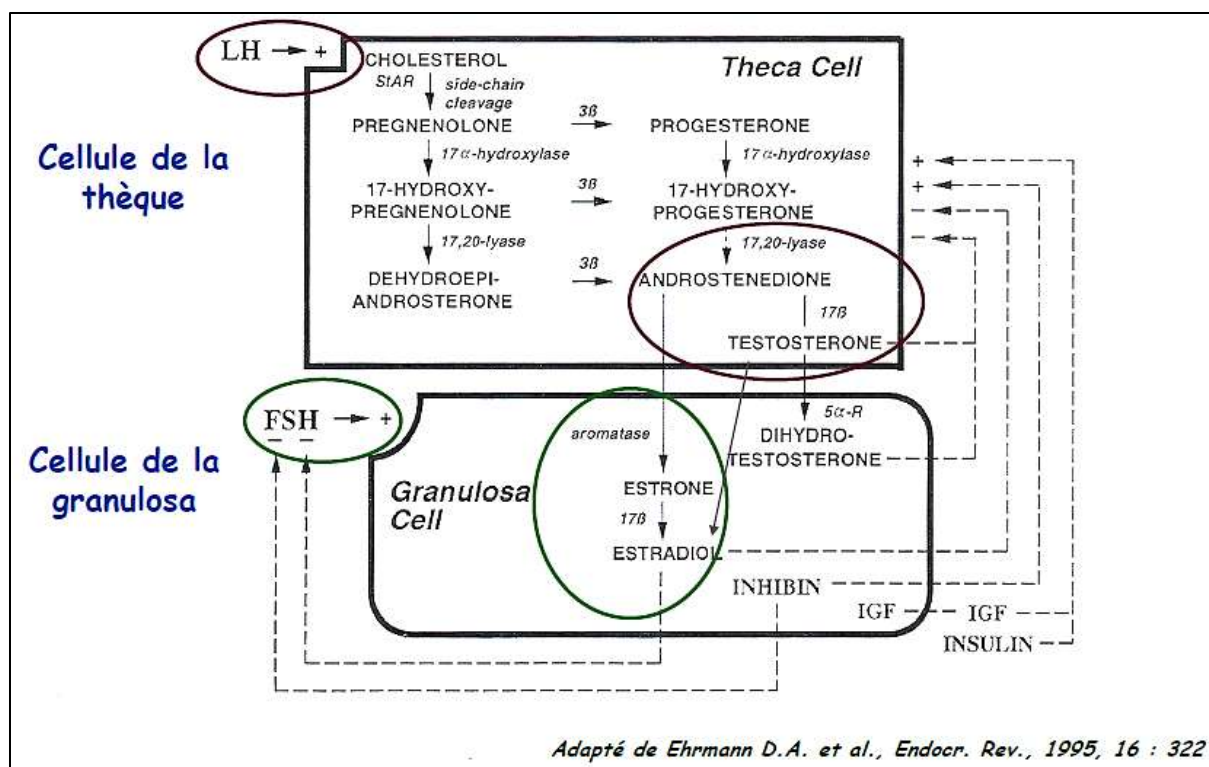 LH → +
CHOLESTEROL
Theca Cell
StAR
side-chain
cleavage
3ß
PREGNENOLONE
PROGESTERONE
Cellule de la
thèque
17α-hydroxylase
17α-hydroxylase
+
+
17-HYDROXY-
PREGNENOLONE
3ß
17-HYDROXY-
PROGESTERONE
−
−
17,20-lyase
17,20-lyase
DEHYDROEPI-
ANDROSTERONE
3ß
ANDROSTENEDIONE
17ß
TESTOSTERONE
FSH → +
− −
Cellule de la
granulosa
aromatase
5α-R
DIHYDRO-
TESTOSTERONE
Granulosa
Cell
ESTRONE
17ß
ESTRADIOL
INHIBIN
IGF
IGF
INSULIN
Adapté de Ehrmann D.A. et al., Endocr. Rev., 1995, 16 : 322